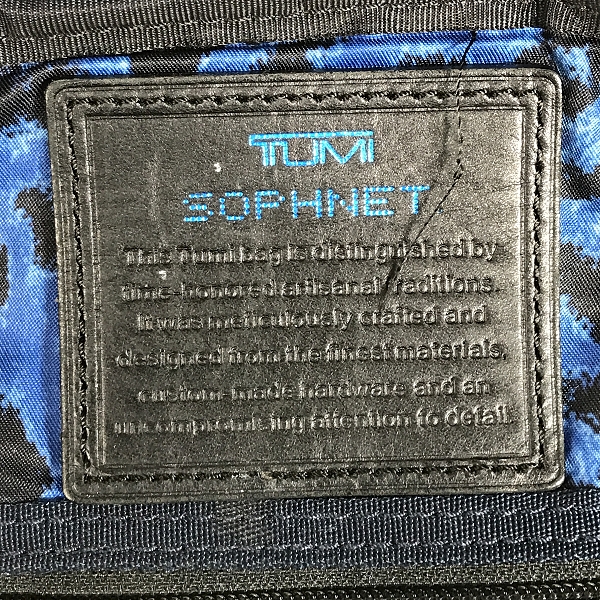 TUMI
SOPHNET.
This Tumi bag is distinguished by
time-honored artisanal traditions.
It was meticulously crafted and
designed from the finest materials,
custom-made hardware and an
uncompromising attention to detail.